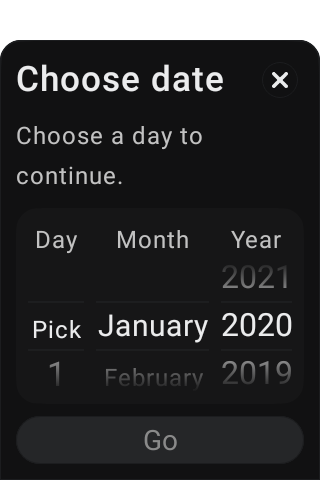 Choose date
Choose a day to
continue.
Day Month Year
2021
Pick January 2020
1 February 2019
Go